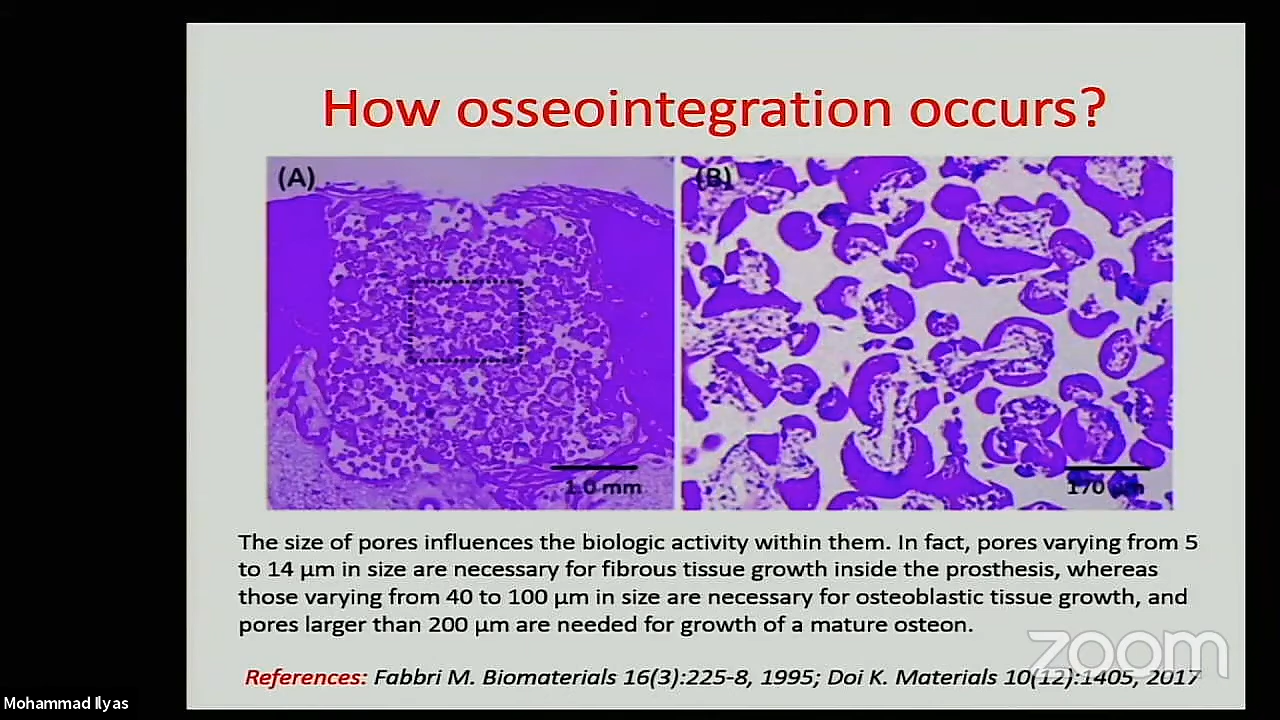 How osseointegration occurs?
(A)
(B)
1.0 mm
170 µm
The size of pores influences the biologic activity within them. In fact, pores varying from 5
to 14 µm in size are necessary for fibrous tissue growth inside the prosthesis, whereas
those varying from 40 to 100 µm in size are necessary for osteoblastic tissue growth, and
pores larger than 200 µm are needed for growth of a mature osteon.
zoom
References: Fabbri M. Biomaterials 16(3):225-8, 1995; Doi K. Materials 10(12):1405, 2017
Mohammad Ilyas